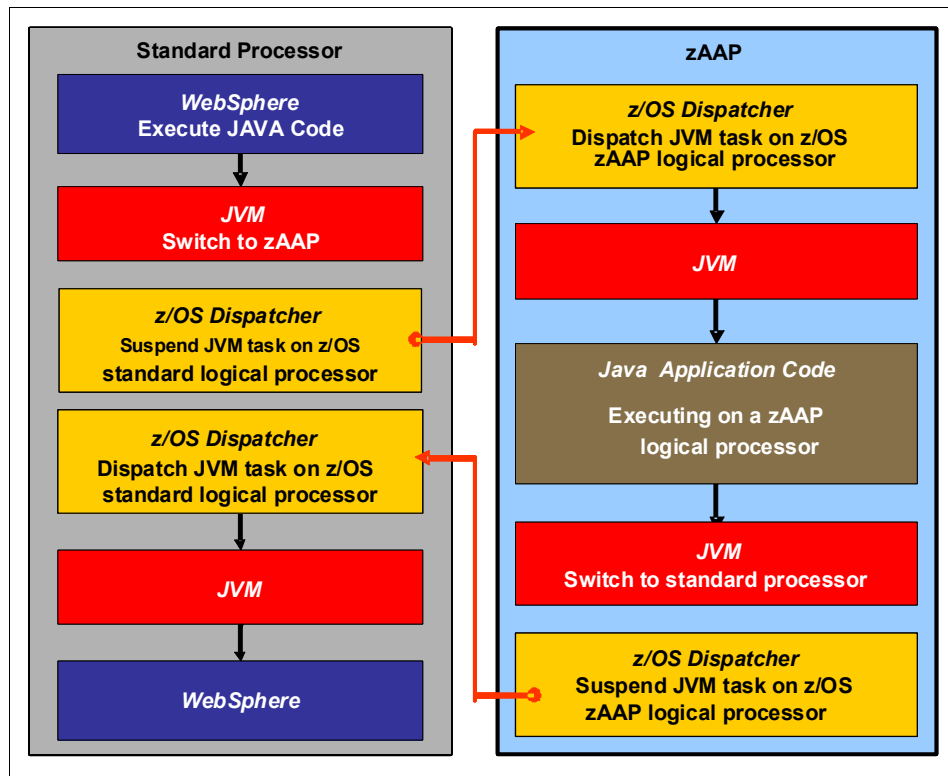 Standard Processor
WebSphere
Execute JAVA Code
JVM
Switch to zAAP
z/OS Dispatcher
Suspend JVM task on z/OS
standard logical processor
z/OS Dispatcher
Dispatch JVM task on z/OS
standard logical processor
JVM
WebSphere
zAAP
z/OS Dispatcher
Dispatch JVM task on z/OS
zAAP logical processor
JVM
Java Application Code
Executing on a zAAP
logical processor
JVM
Switch to standard processor
z/OS Dispatcher
Suspend JVM task on z/OS
zAAP logical processor